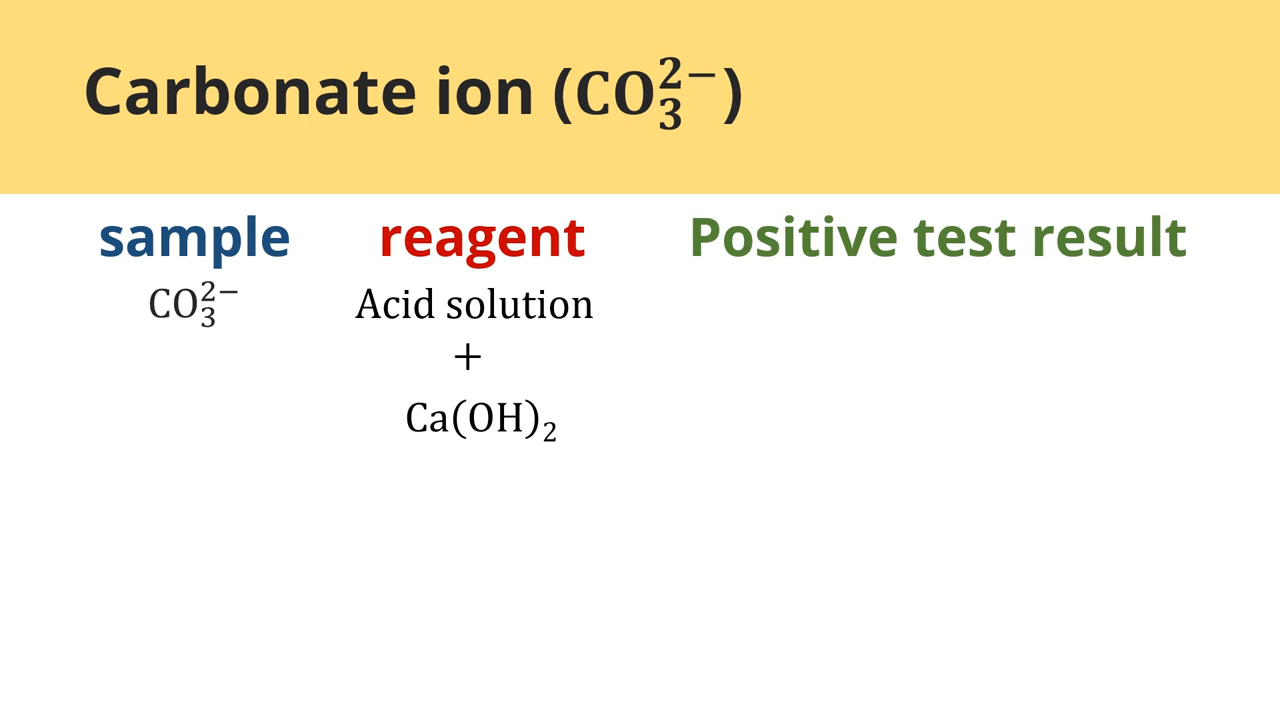 Carbonate ion (CO₃²⁻)
sample reagent Positive test result
CO₃²⁻ Acid solution
+
Ca(OH)₂